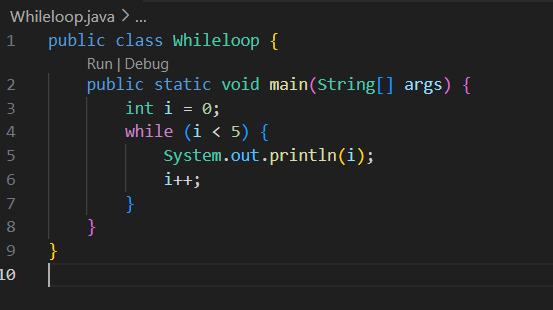 Whileloop.java > ...
1 public class Whileloop {
Run | Debug
2 public static void main(String[] args) {
3 int i = 0;
4 while (i < 5) {
5 System.out.println(i);
6 i++;
7 }
8 }
9 }
10